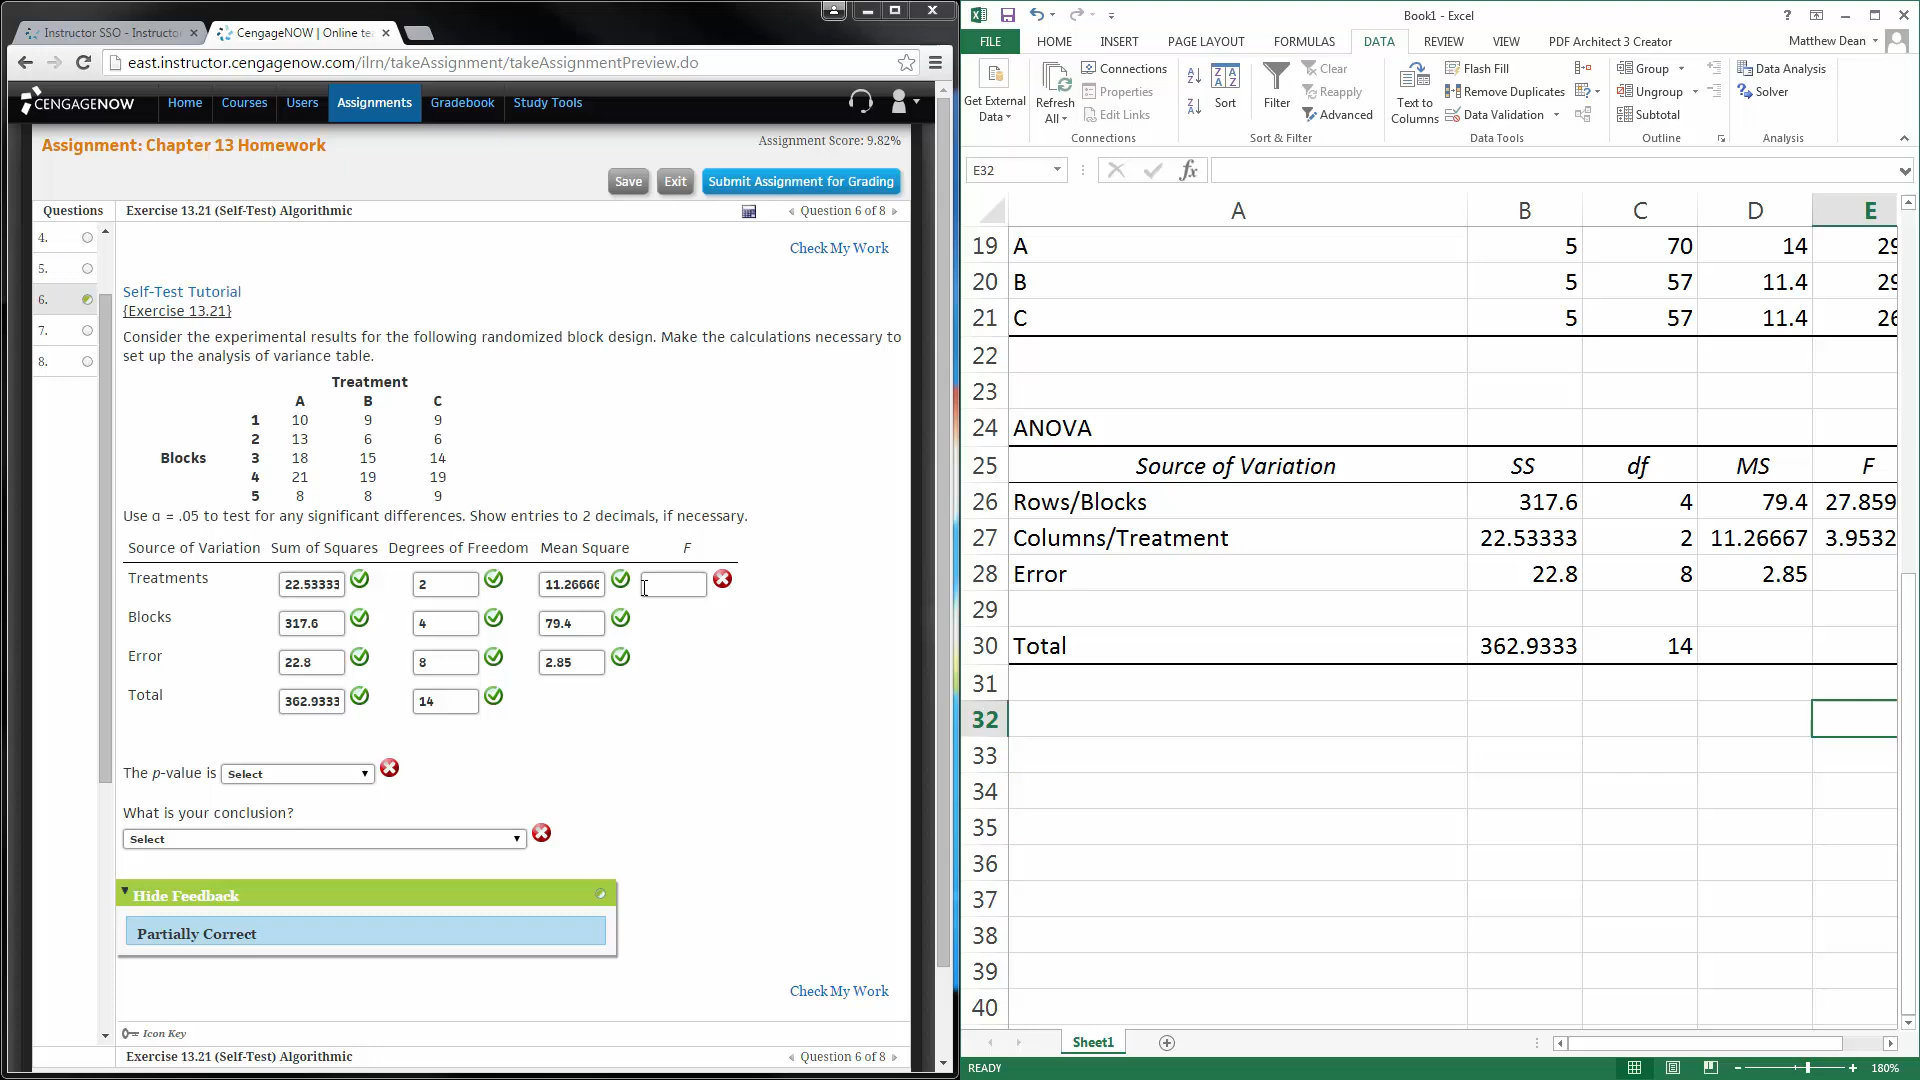 Instructor SSO - Instructo
CengageNOW | Online te
east.instructor.cengagenow.com/ilrn/takeAssignment/takeAssignmentPreview.do
CENGAGENOW
Home
Courses
Users
Assignments
Gradebook
Study Tools
Assignment: Chapter 13 Homework
Assignment Score: 9.82%
Save
Exit
Submit Assignment for Grading
Questions
Exercise 13.21 (Self-Test) Algorithmic
Question 6 of 8
4.
5.
6.
7.
8.
Check My Work
Self-Test Tutorial
{Exercise 13.21}
Consider the experimental results for the following randomized block design. Make the calculations necessary to
set up the analysis of variance table.
Treatment
A B C
1 10 9 9
2 13 6 6
Blocks 3 18 15 14
4 21 19 19
5 8 8 9
Use α = .05 to test for any significant differences. Show entries to 2 decimals, if necessary.
Source of Variation Sum of Squares Degrees of Freedom Mean Square F
Treatments 22.53333 2 11.26666
Blocks 317.6 4 79.4
Error 22.8 8 2.85
Total 362.9333 14
The p-value is Select
What is your conclusion?
Select
Hide Feedback
Partially Correct
Check My Work
Icon Key
Exercise 13.21 (Self-Test) Algorithmic
Question 6 of 8
Book1 - Excel
FILE HOME INSERT PAGE LAYOUT FORMULAS DATA REVIEW VIEW PDF Architect 3 Creator
Matthew Dean
Get External
Data
Refresh
All
Connections
Properties
Edit Links
Connections
Sort
Filter
Clear
Reapply
Advanced
Sort & Filter
Text to
Columns
Flash Fill
Remove Duplicates
Data Validation
Data Tools
Group
Ungroup
Subtotal
Outline
Data Analysis
Solver
Analysis
E32
fx
A B C D E
19 A 5 70 14 29
20 B 5 57 11.4 29
21 C 5 57 11.4 26
22
23
24 ANOVA
25 Source of Variation SS df MS F
26 Rows/Blocks 317.6 4 79.4 27.859
27 Columns/Treatment 22.53333 2 11.26667 3.9532
28 Error 22.8 8 2.85
29
30 Total 362.9333 14
31
32
33
34
35
36
37
38
39
40
Sheet1
READY
180%